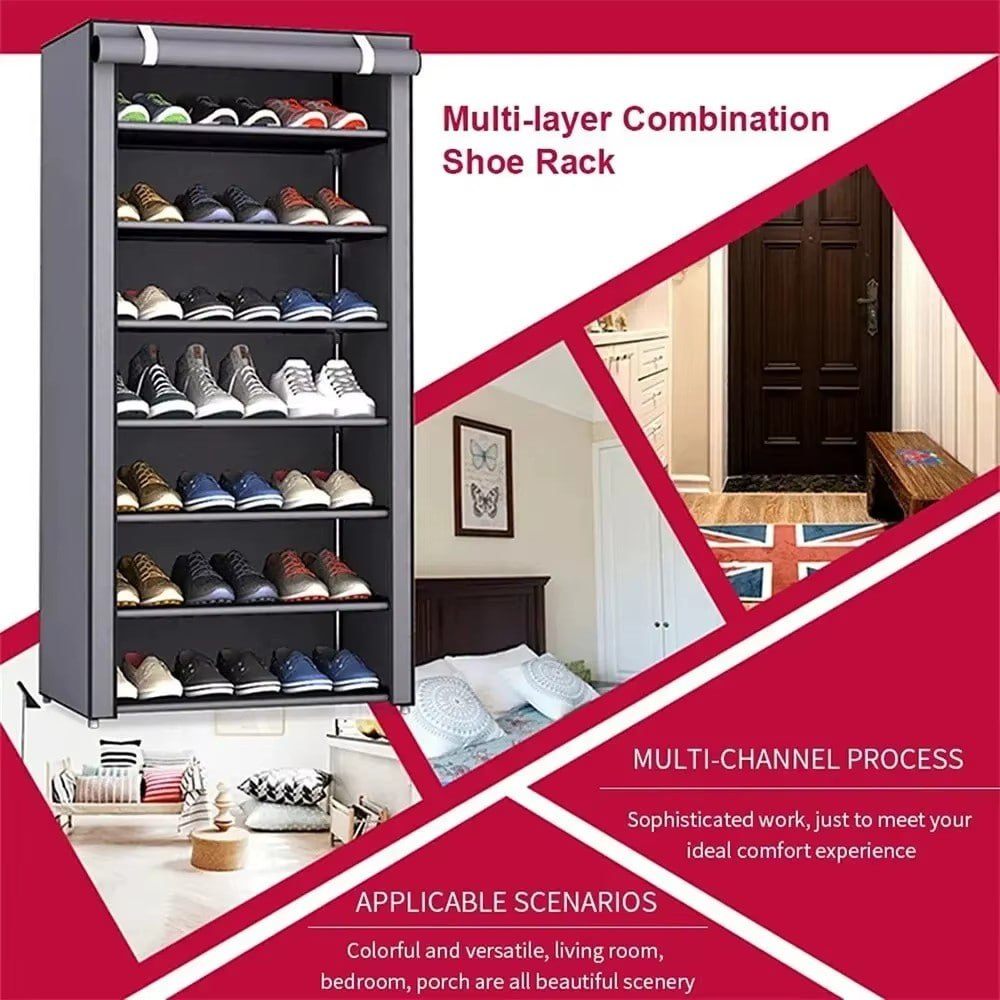 Multi-layer Combination
Shoe Rack
MULTI-CHANNEL PROCESS
Sophisticated work, just to meet your
ideal comfort experience
APPLICABLE SCENARIOS
Colorful and versatile, living room,
bedroom, porch are all beautiful scenery